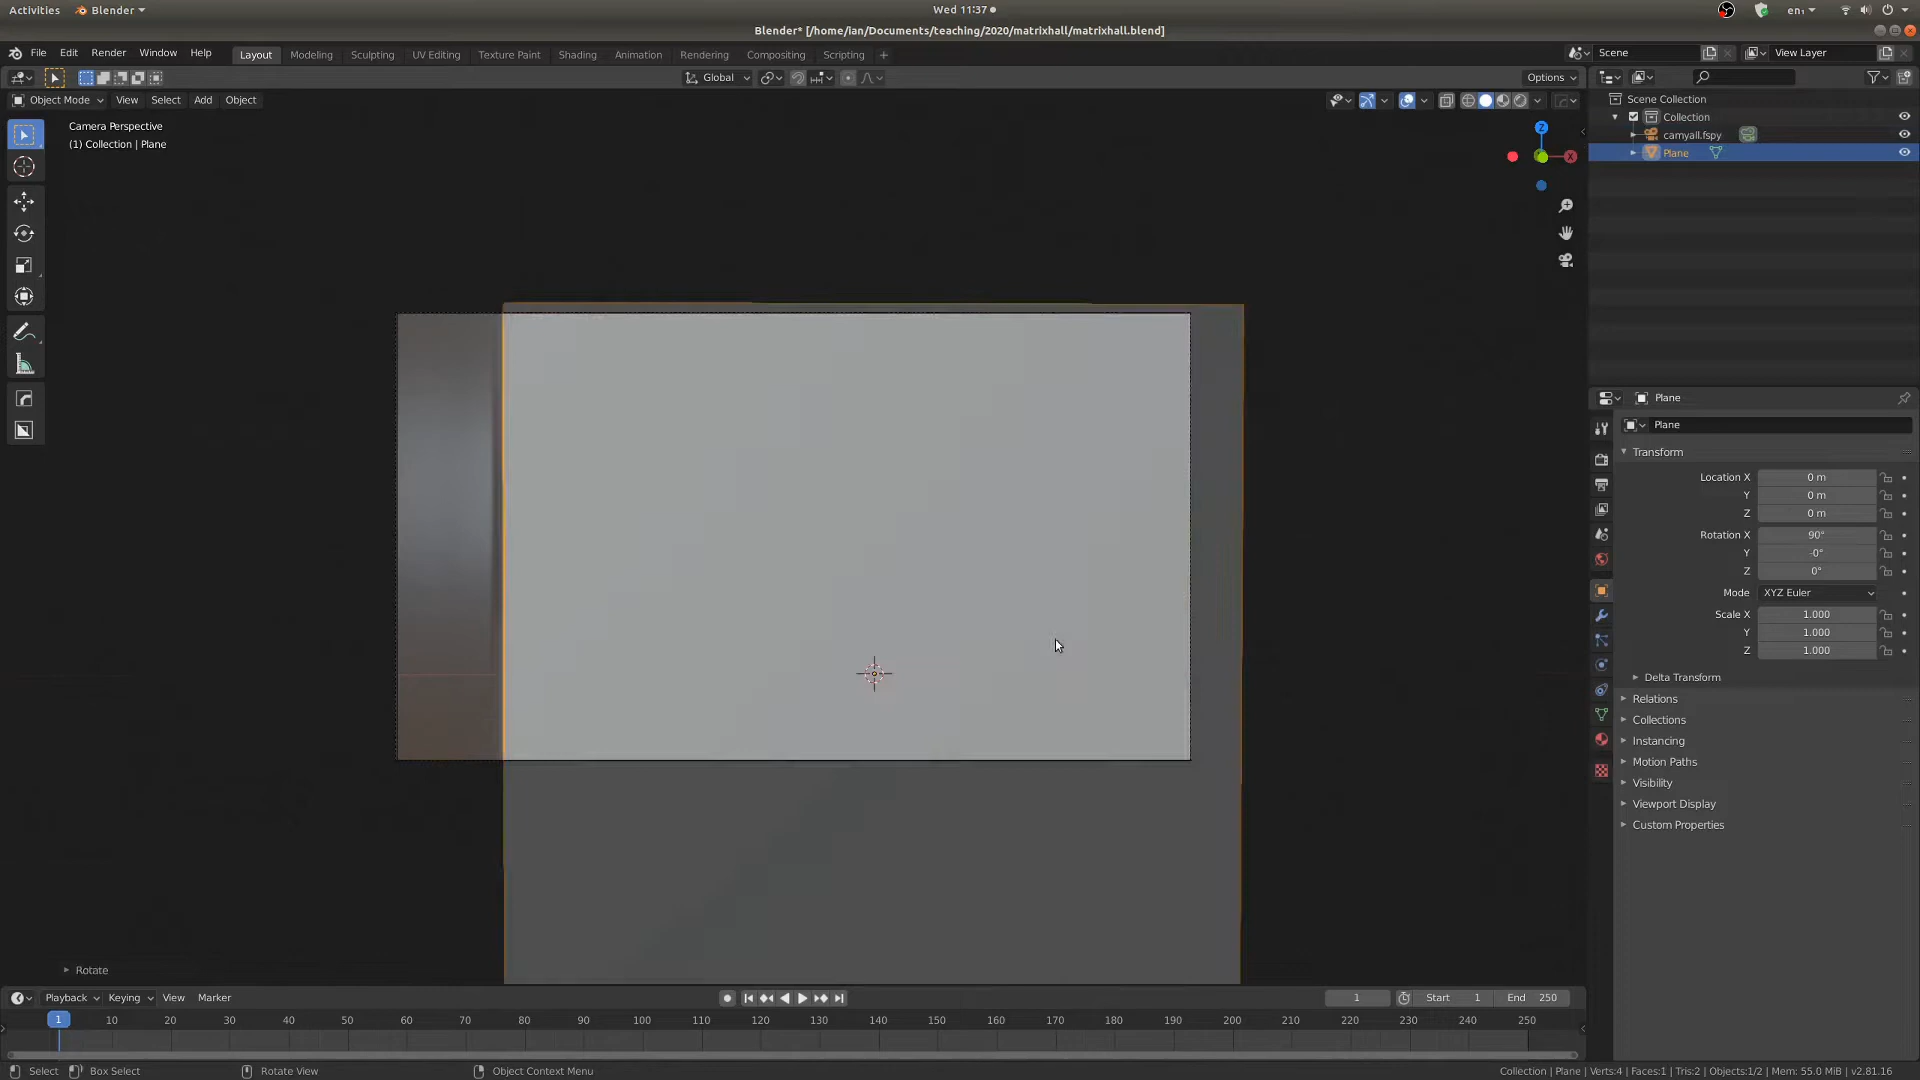 Activities Blender Wed 11:37 en₁
Blender* [/home/ian/Documents/teaching/2020/matrixhall/matrixhall.blend]
File Edit Render Window Help Layout Modeling Sculpting UV Editing Texture Paint Shading Animation Rendering Compositing Scripting + Scene View Layer
Global Options
Object Mode View Select Add Object
Scene Collection
Collection
camyall.fspy
Plane
Camera Perspective
(1) Collection | Plane
Z
X
Plane
Plane
Transform
Location X 0 m
Y 0 m
Z 0 m
Rotation X 90°
Y -0°
Z 0°
Mode XYZ Euler
Scale X 1.000
Y 1.000
Z 1.000
Delta Transform
Relations
Collections
Instancing
Motion Paths
Visibility
Viewport Display
Custom Properties
Rotate
Playback Keying View Marker 1 Start 1 End 250
1 10 20 30 40 50 60 70 80 90 100 110 120 130 140 150 160 170 180 190 200 210 220 230 240 250
Select Box Select Rotate View Object Context Menu Collection | Plane | Verts:4 | Faces:1 | Tris:2 | Objects:1/2 | Mem: 55.0 MiB | v2.81.16